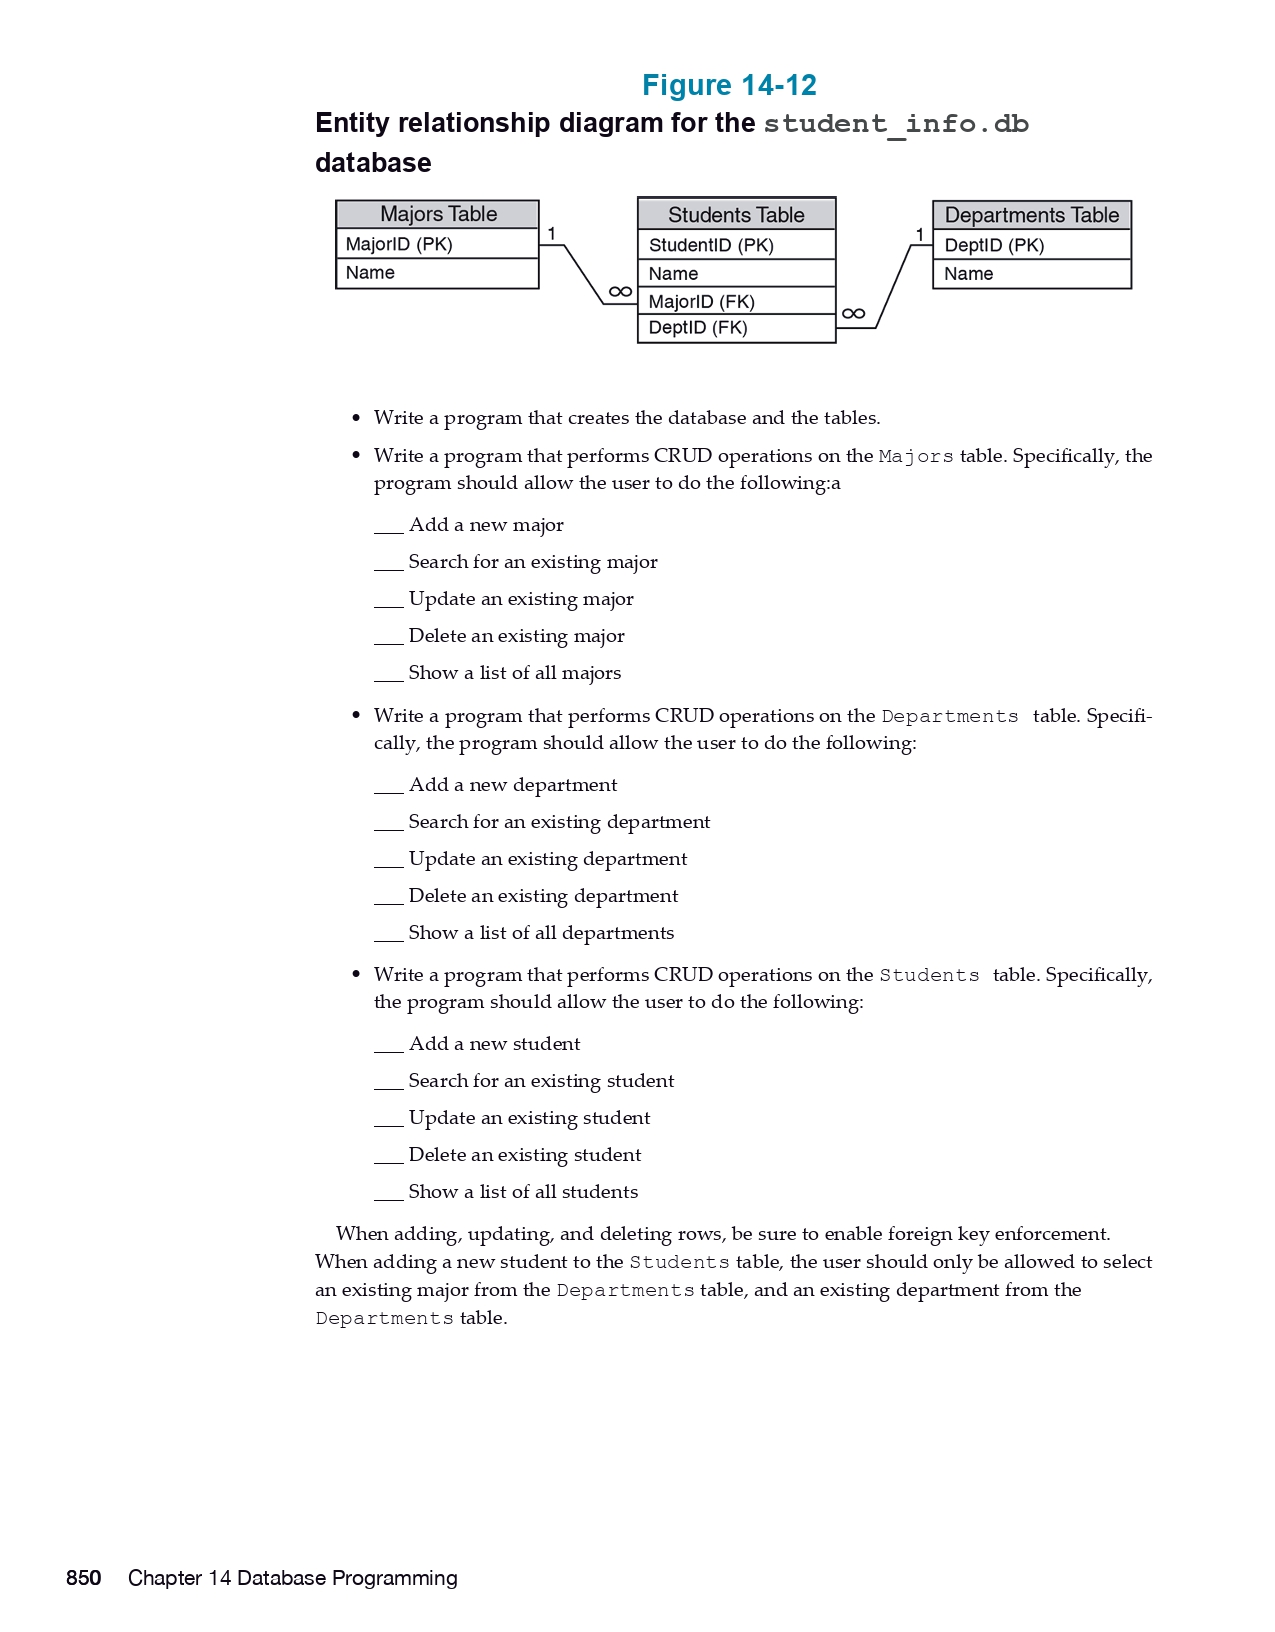 Figure 14-12
Entity relationship diagram for the student_info.db
database
Majors Table
MajorID (PK)
Name
1
∞
Students Table
StudentID (PK)
Name
MajorID (FK)
DeptID (FK)
∞
1
Departments Table
DeptID (PK)
Name
• Write a program that creates the database and the tables.
• Write a program that performs CRUD operations on the Majors table. Specifically, the
program should allow the user to do the following:a
___ Add a new major
___ Search for an existing major
___ Update an existing major
___ Delete an existing major
___ Show a list of all majors
• Write a program that performs CRUD operations on the Departments table. Specifi-
cally, the program should allow the user to do the following:
___ Add a new department
___ Search for an existing department
___ Update an existing department
___ Delete an existing department
___ Show a list of all departments
• Write a program that performs CRUD operations on the Students table. Specifically,
the program should allow the user to do the following:
___ Add a new student
___ Search for an existing student
___ Update an existing student
___ Delete an existing student
___ Show a list of all students
When adding, updating, and deleting rows, be sure to enable foreign key enforcement.
When adding a new student to the Students table, the user should only be allowed to select
an existing major from the Departments table, and an existing department from the
Departments table.
850 Chapter 14 Database Programming